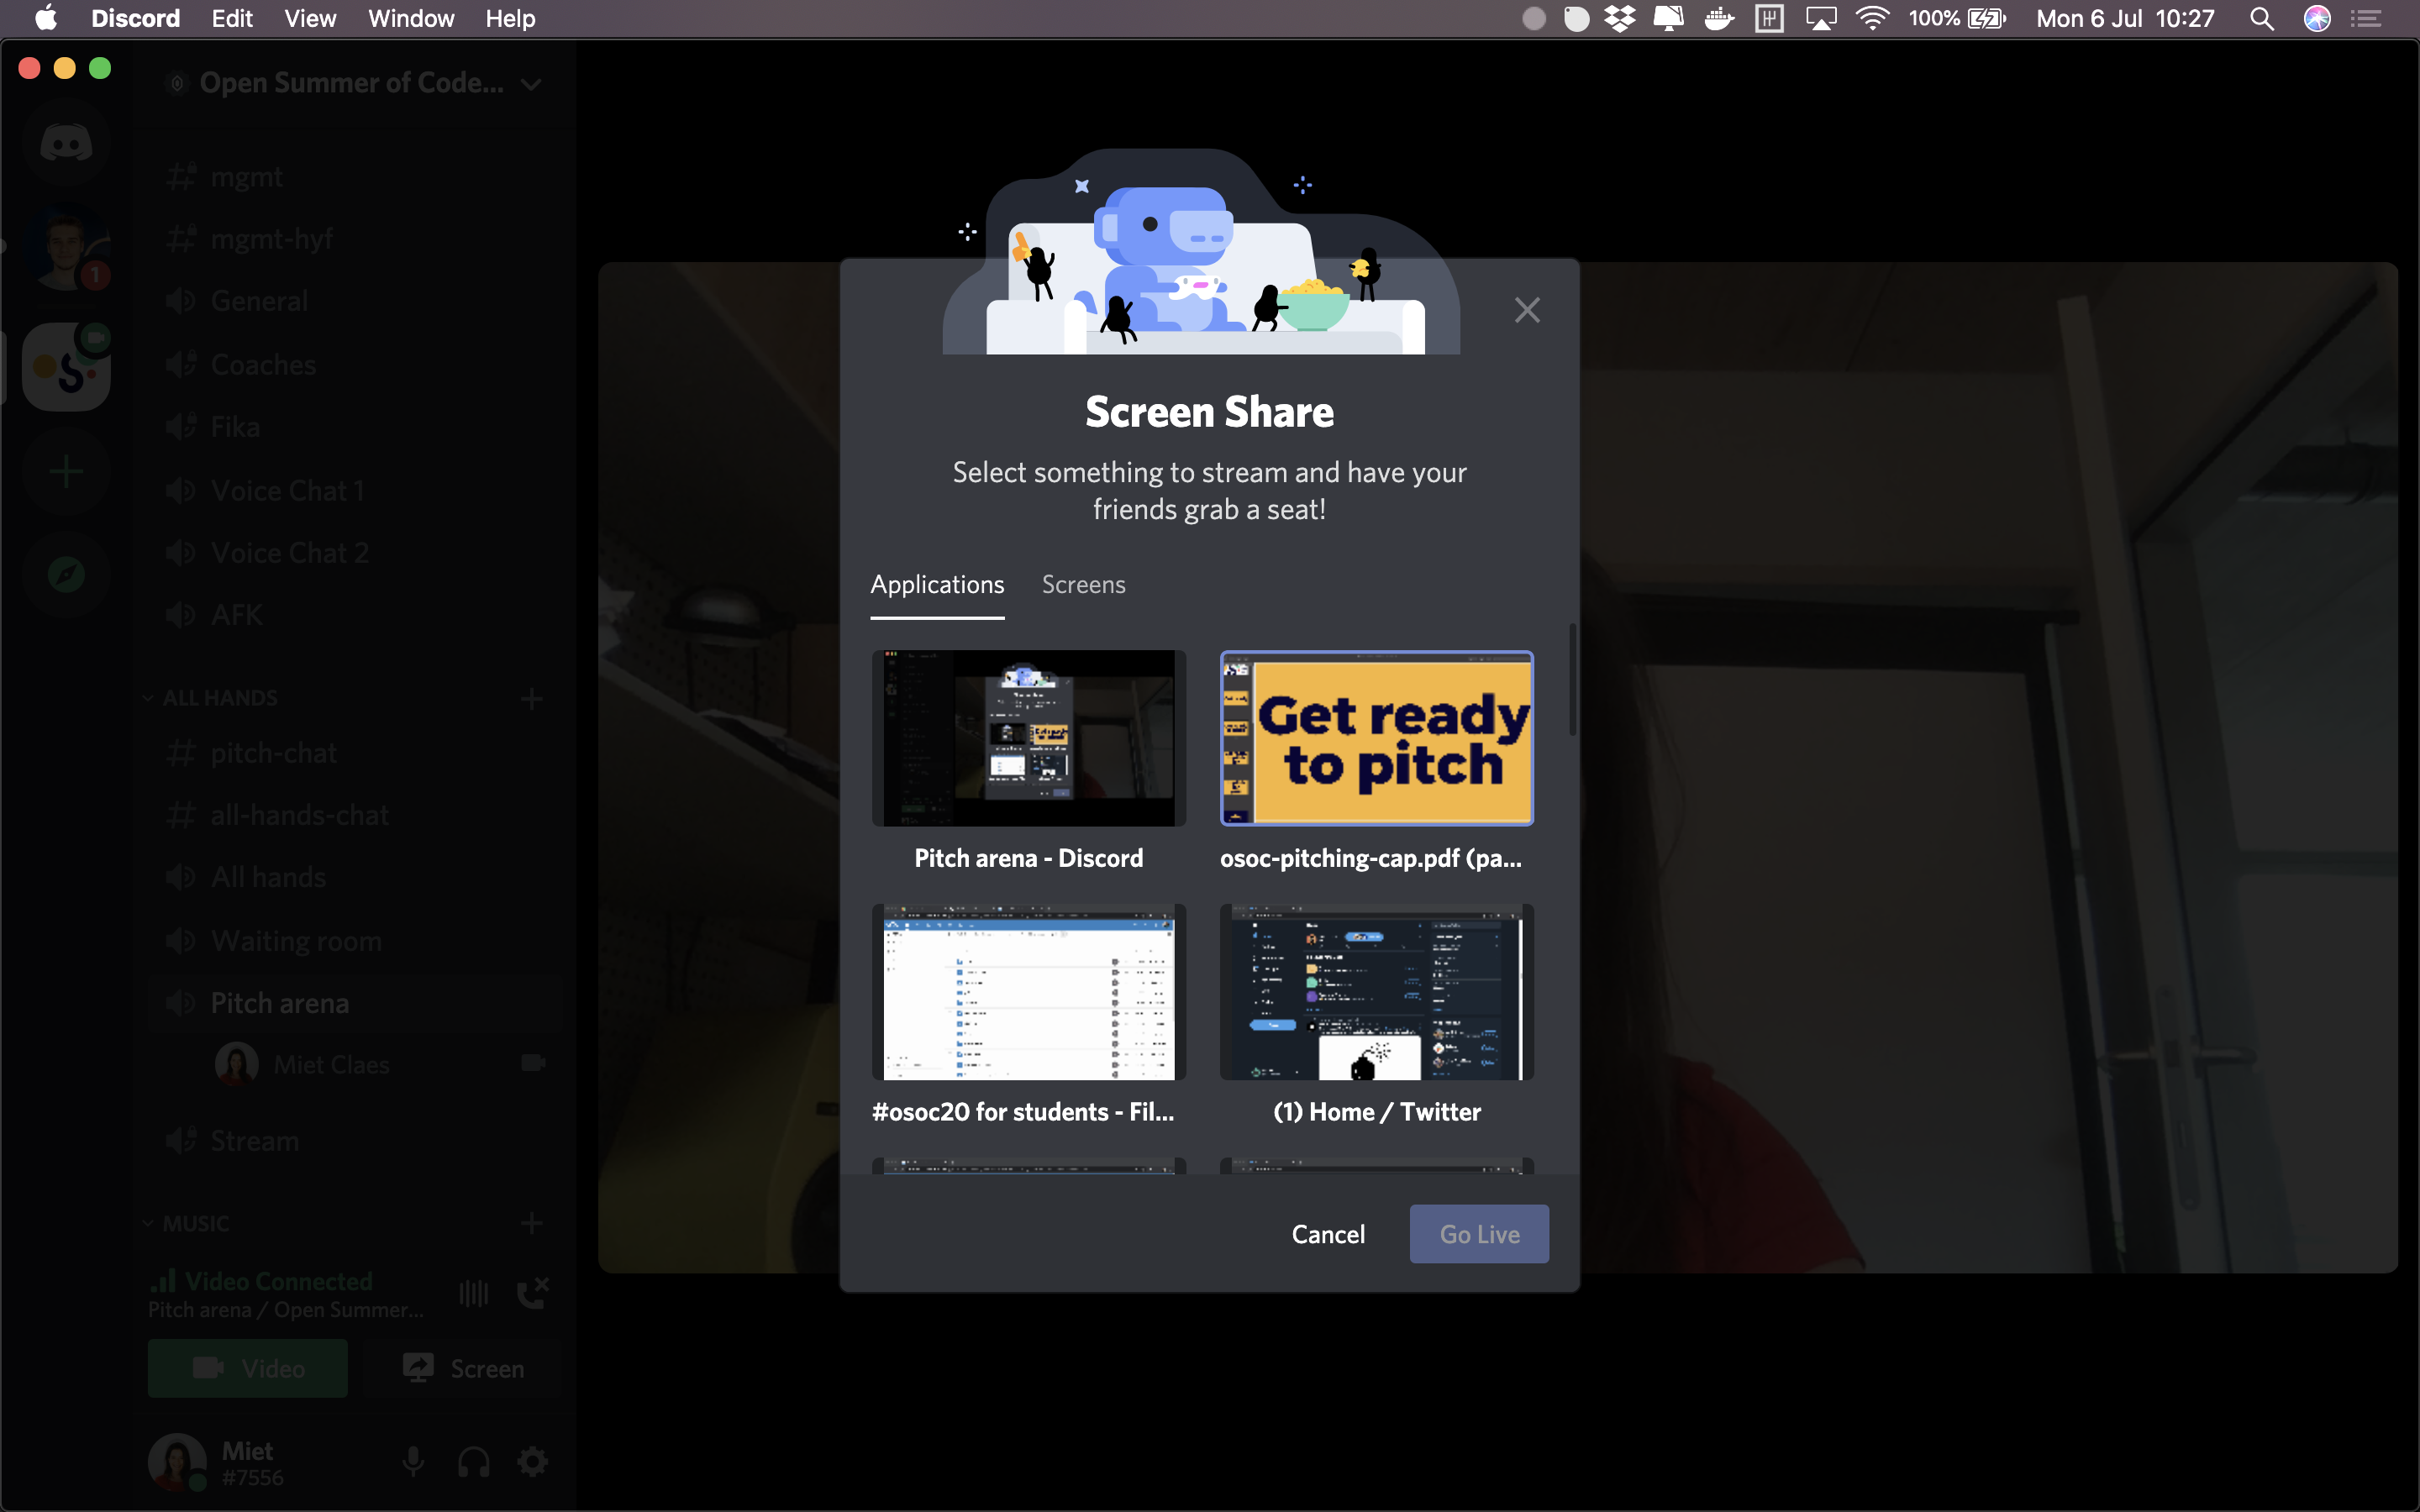 Discord Edit View Window Help
100% Mon 6 Jul 10:27
Open Summer of Code...
mgmt
mgmt-hyf
1
General
Coaches
Fika
Voice Chat 1
Voice Chat 2
AFK
ALL HANDS
pitch-chat
all-hands-chat
All hands
Waiting room
Pitch arena
Miet Claes
Stream
MUSIC
Video Connected
Pitch arena / Open Summer...
Video Screen
Miet
#7556
Screen Share
Select something to stream and have your
friends grab a seat!
Applications Screens
Get ready
to pitch
Pitch arena - Discord osoc-pitching-cap.pdf (pa...
#osoc20 for students - Fil... (1) Home / Twitter
Cancel Go Live